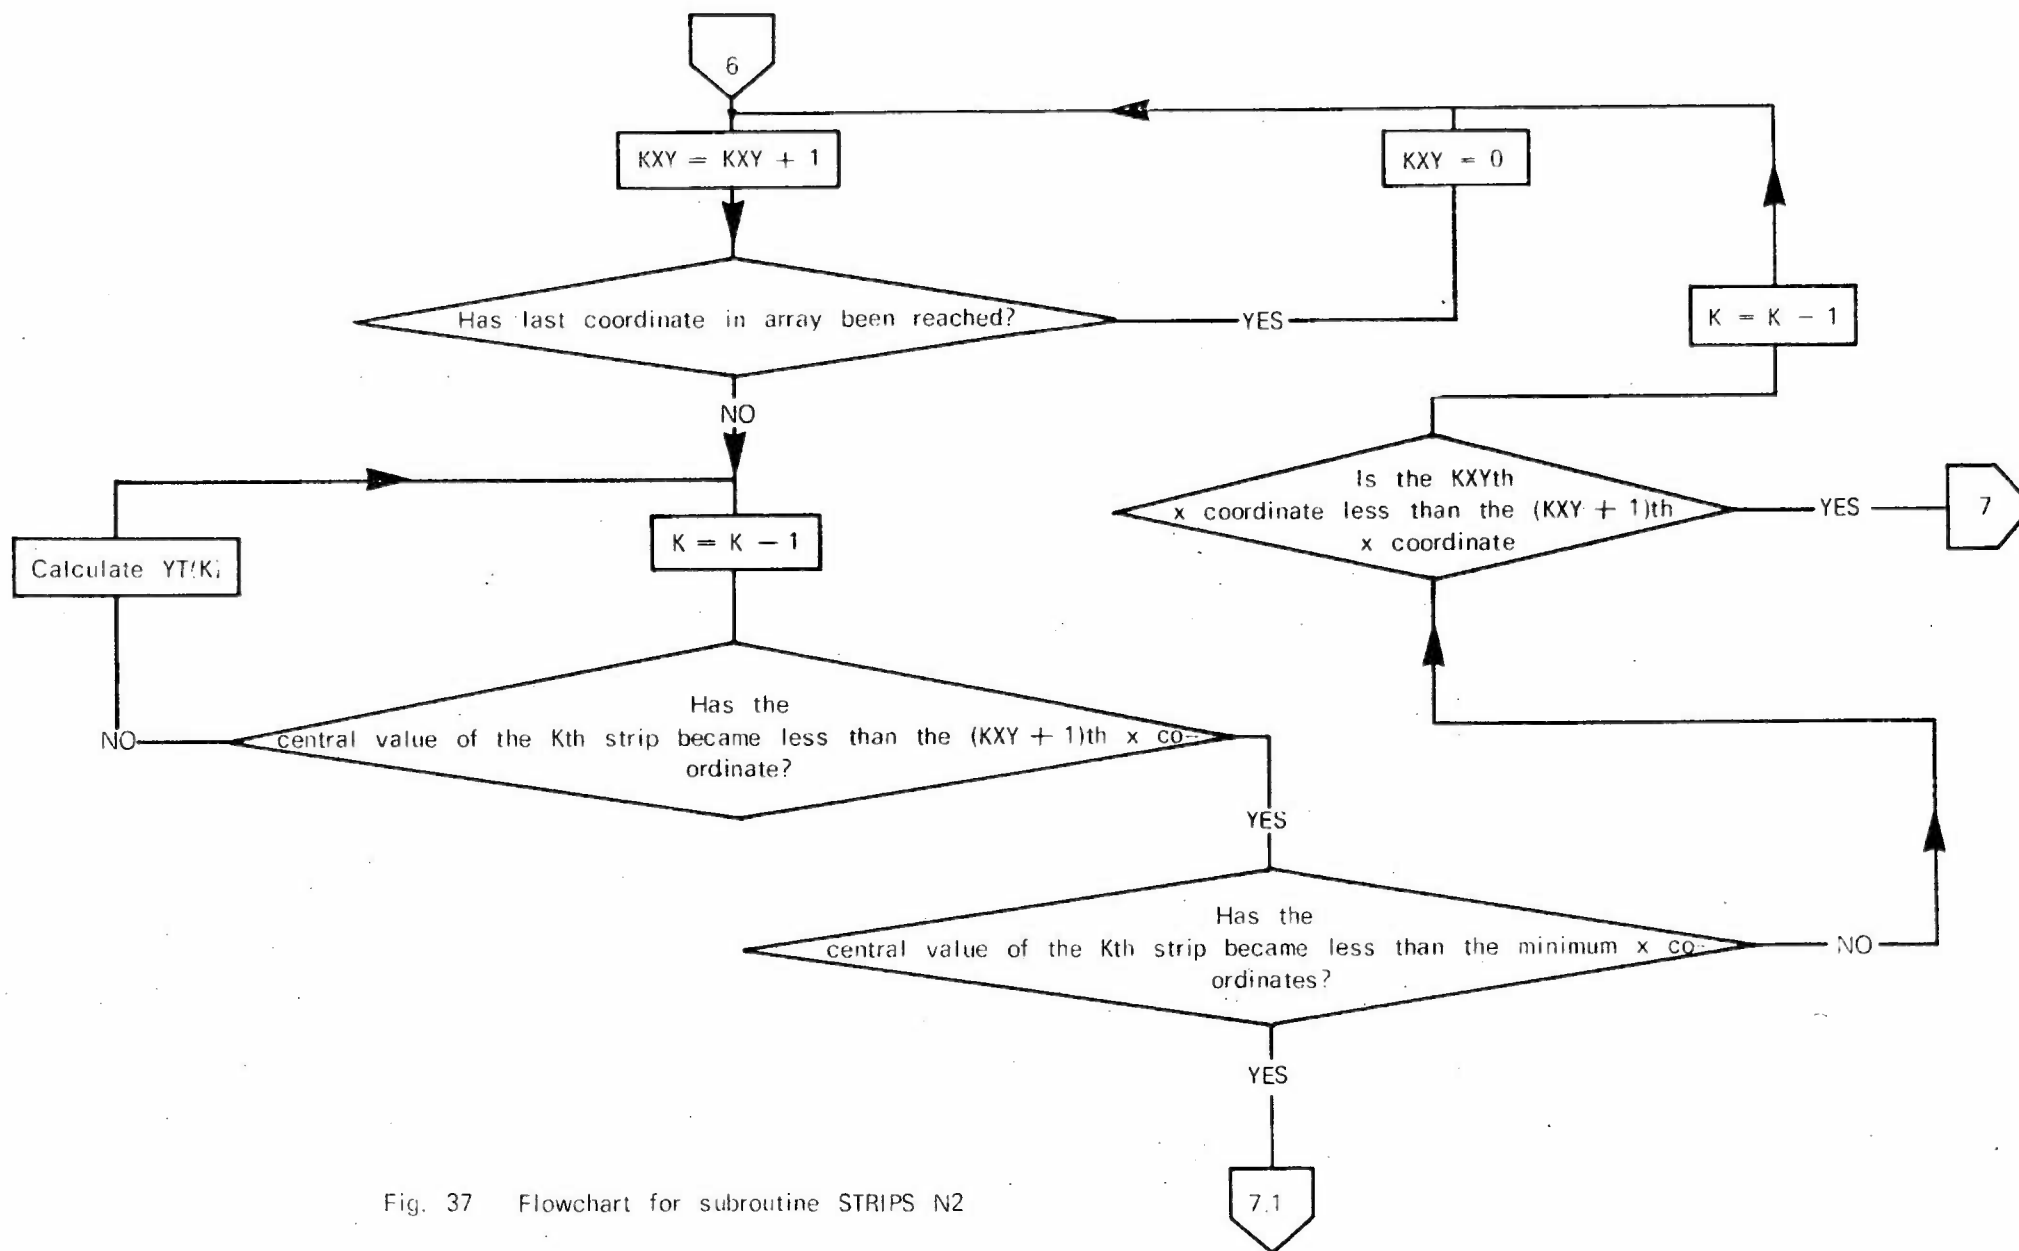 6
KXY = KXY + 1
KXY = 0
Has last coordinate in array been reached?
YES
K = K - 1
NO
Is the KXYth
x coordinate less than the (KXY + 1)th
x coordinate
YES
7
K = K - 1
Calculate YT(K)
Has the
central value of the Kth strip became less than the (KXY + 1)th x co-
ordinate?
NO
YES
Has the
central value of the Kth strip became less than the minimum x co-
ordinates?
NO
YES
7.1
Fig. 37 Flowchart for subroutine STRIPS N2